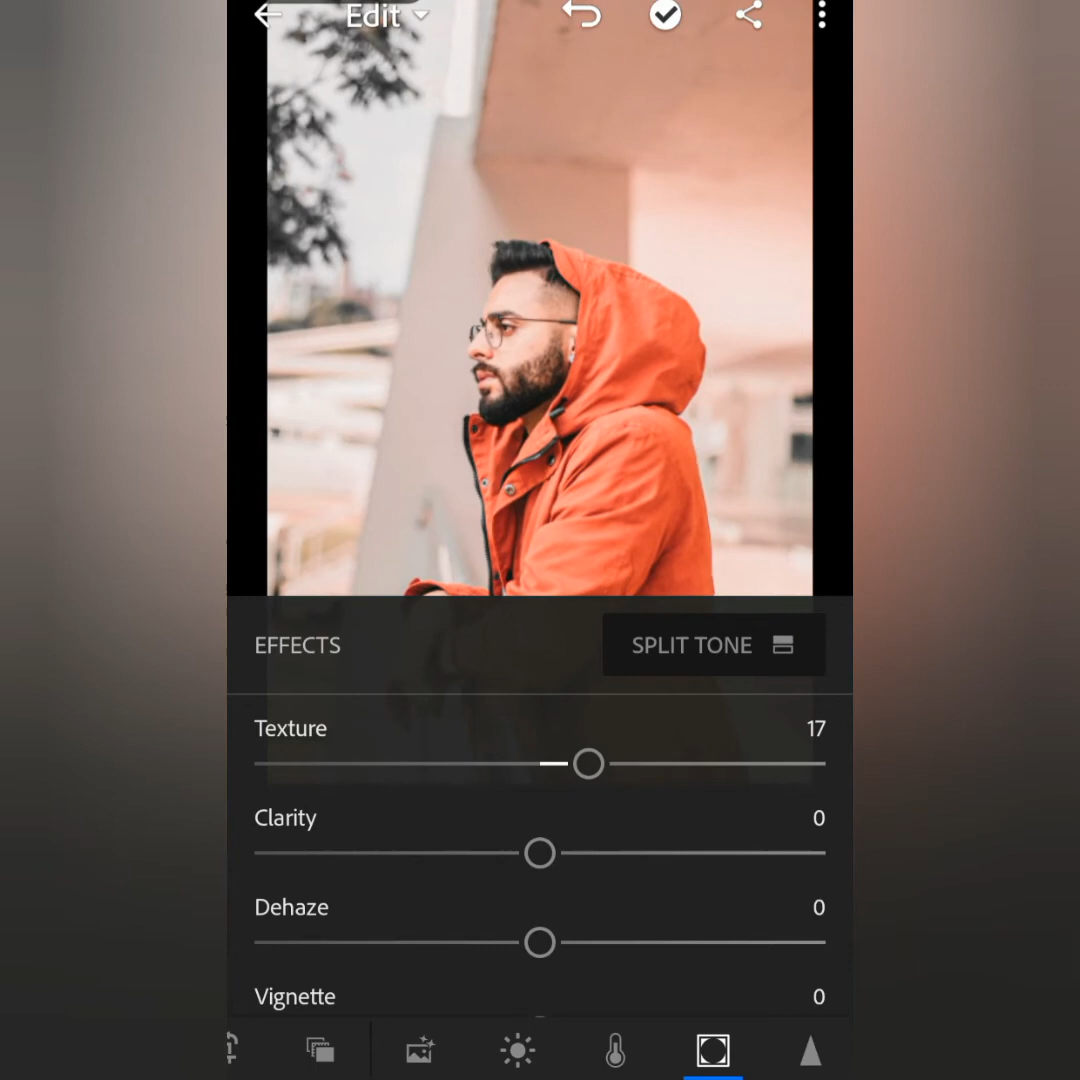 Edit
EFFECTS
SPLIT TONE
Texture 17
Clarity 0
Dehaze 0
Vignette 0